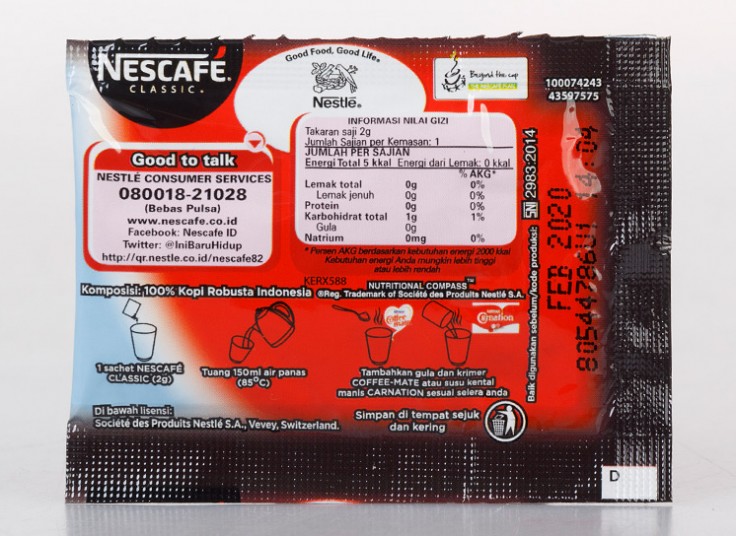 NESCAFÉ®
CLASSIC®
Good Food, Good Life®
Nestlé®
Beyond the cup
THE NESCAFÉ PLAN
100074243
43597575
Good to talk
NESTLÉ CONSUMER SERVICES
080018-21028
(Bebas Pulsa)
www.nescafe.co.id
Facebook: Nescafe ID
Twitter: @IniBaruHidup
http://qr.nestle.co.id/nescafe82
INFORMASI NILAI GIZI
Takaran saji 2g
Jumlah Sajian per Kemasan: 1
JUMLAH PER SAJIAN
Energi Total 5 kkal Energi dari Lemak: 0 kkal
% AKG*
Lemak total 0g 0%
Lemak jenuh 0g 0%
Protein 0g 0%
Karbohidrat total 1g 1%
Gula 0g
Natrium 0mg 0%
* Persen AKG berdasarkan kebutuhan energi 2000 kkal
Kebutuhan energi Anda mungkin lebih tinggi
atau lebih rendah
KERX588
NUTRITIONAL COMPASS™
®Reg. Trademark of Société des Produits Nestlé S.A.
Komposisi: 100% Kopi Robusta Indonesia
1 sachet NESCAFÉ
CLASSIC (2g)
Tuang 150ml air panas
(85°C)
Coffee-mate
Carnation
Tambahkan gula dan krimer
COFFEE-MATE atau susu kental
manis CARNATION sesuai selera anda
Di bawah lisensi:
Société des Produits Nestlé S.A., Vevey, Switzerland.
Simpan di tempat sejuk
dan kering
Baik digunakan sebelum/kode produksi:
SNI 2983:2014
FEB 2020
80544786U1 14:04
D